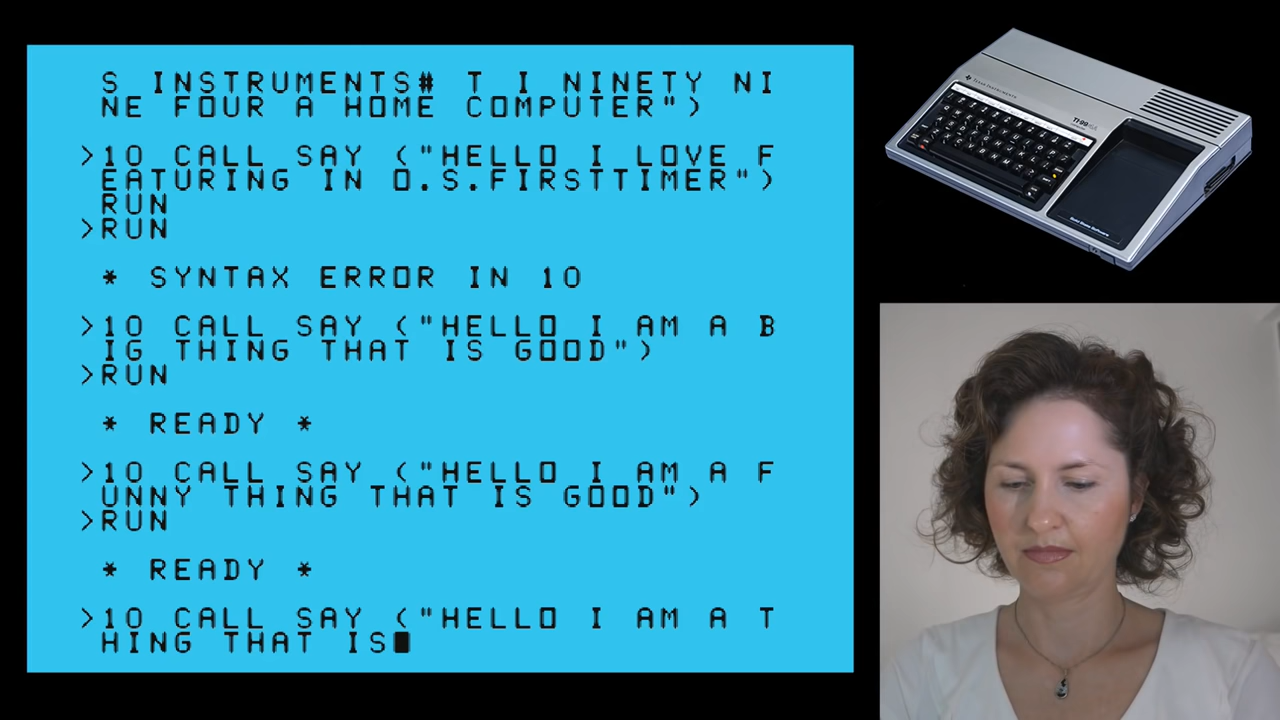 S INSTRUMENTS# T I NINETY NI
NE FOUR A HOME COMPUTER")
>10 CALL SAY ("HELLO I LOVE F
EATURING IN O.S.FIRSTTIMER")
RUN
>RUN
* SYNTAX ERROR IN 10
>10 CALL SAY ("HELLO I AM A B
IG THING THAT IS GOOD")
>RUN
* READY *
>10 CALL SAY ("HELLO I AM A F
UNNY THING THAT IS GOOD")
>RUN
* READY *
>10 CALL SAY ("HELLO I AM A T
HING THAT IS
TEXAS INSTRUMENTS